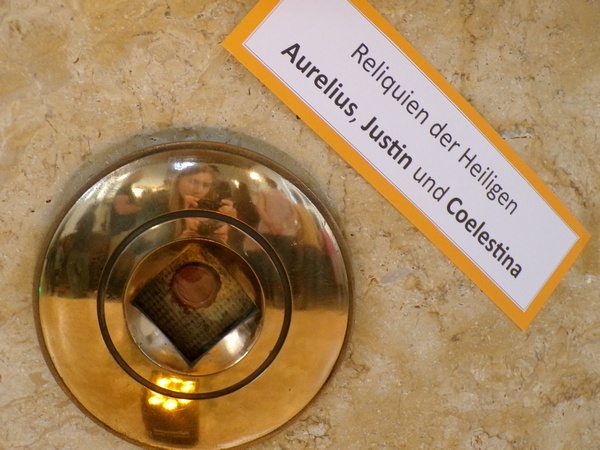 Reliquien der Heiligen
Aurelius, Justin und Coelestina